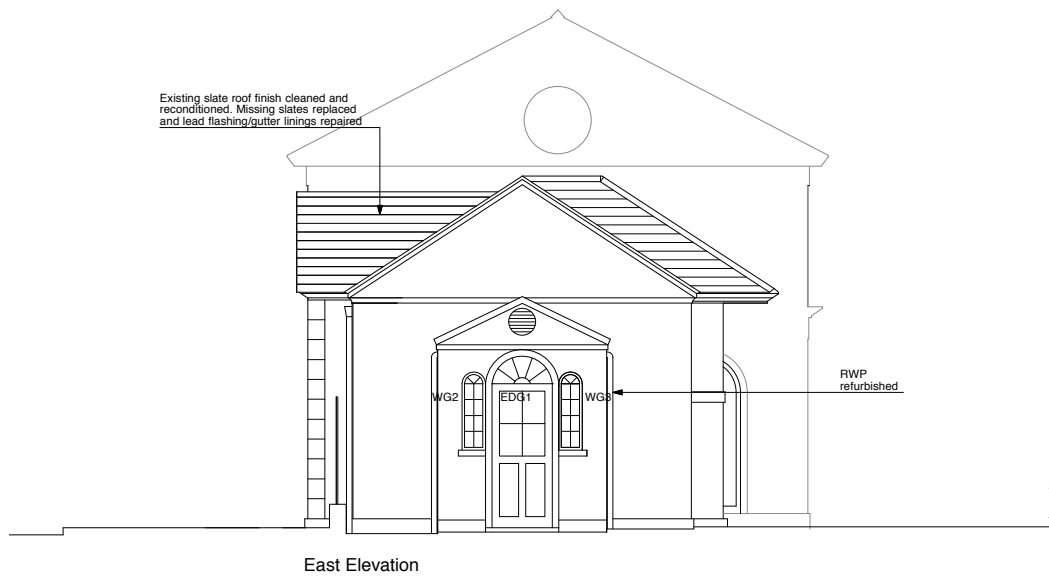 Existing slate roof finish cleaned and
reconditioned. Missing slates replaced
and lead flashing/gutter linings repaired
RWP
refurbished
WG2
EDG1
WG3
East Elevation